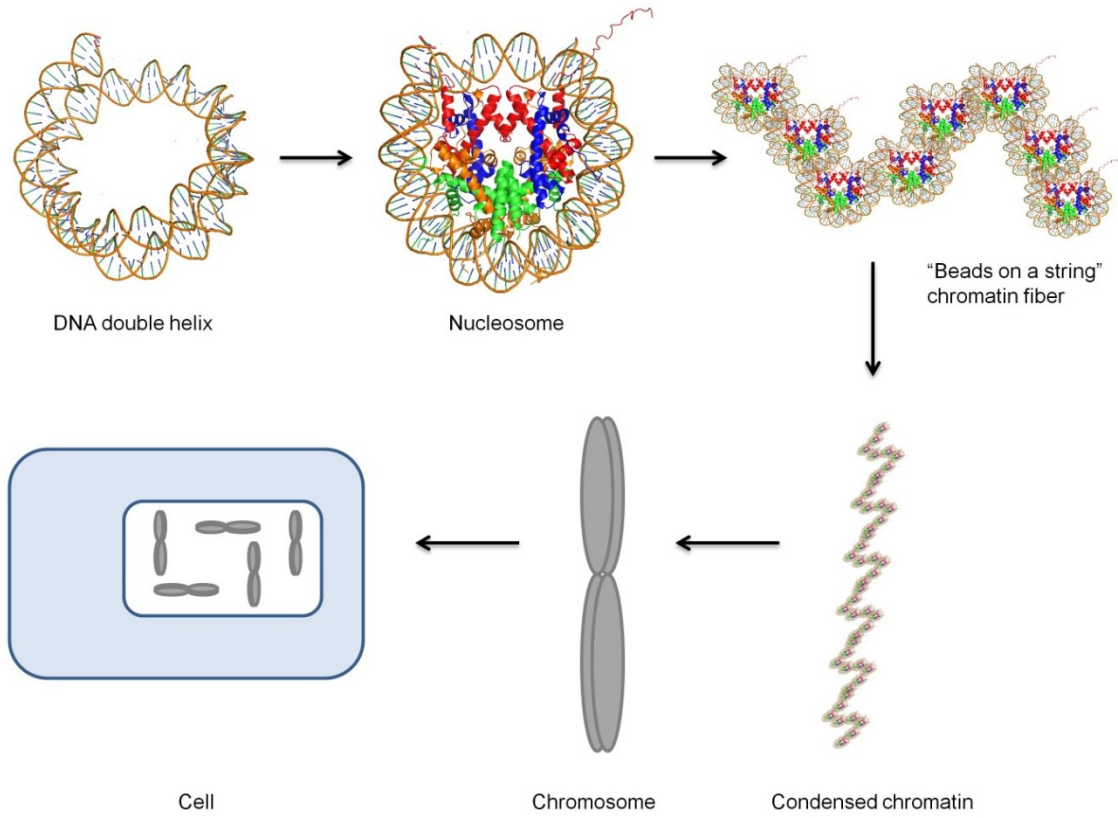 DNA double helix
Nucleosome
“Beads on a string”
chromatin fiber
Cell
Chromosome
Condensed chromatin